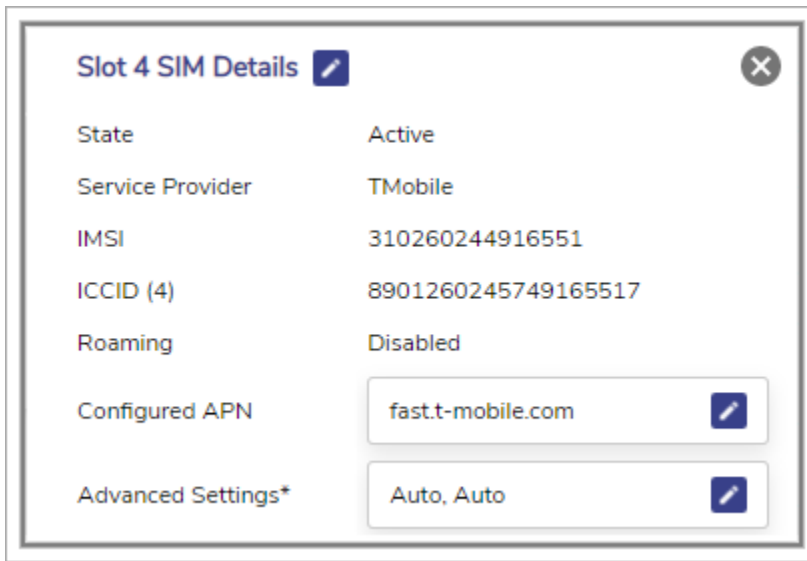 Slot 4 SIM Details
State Active
Service Provider TMobile
IMSI 310260244916551
ICCID (4) 8901260245749165517
Roaming Disabled
Configured APN fast.t-mobile.com
Advanced Settings* Auto, Auto